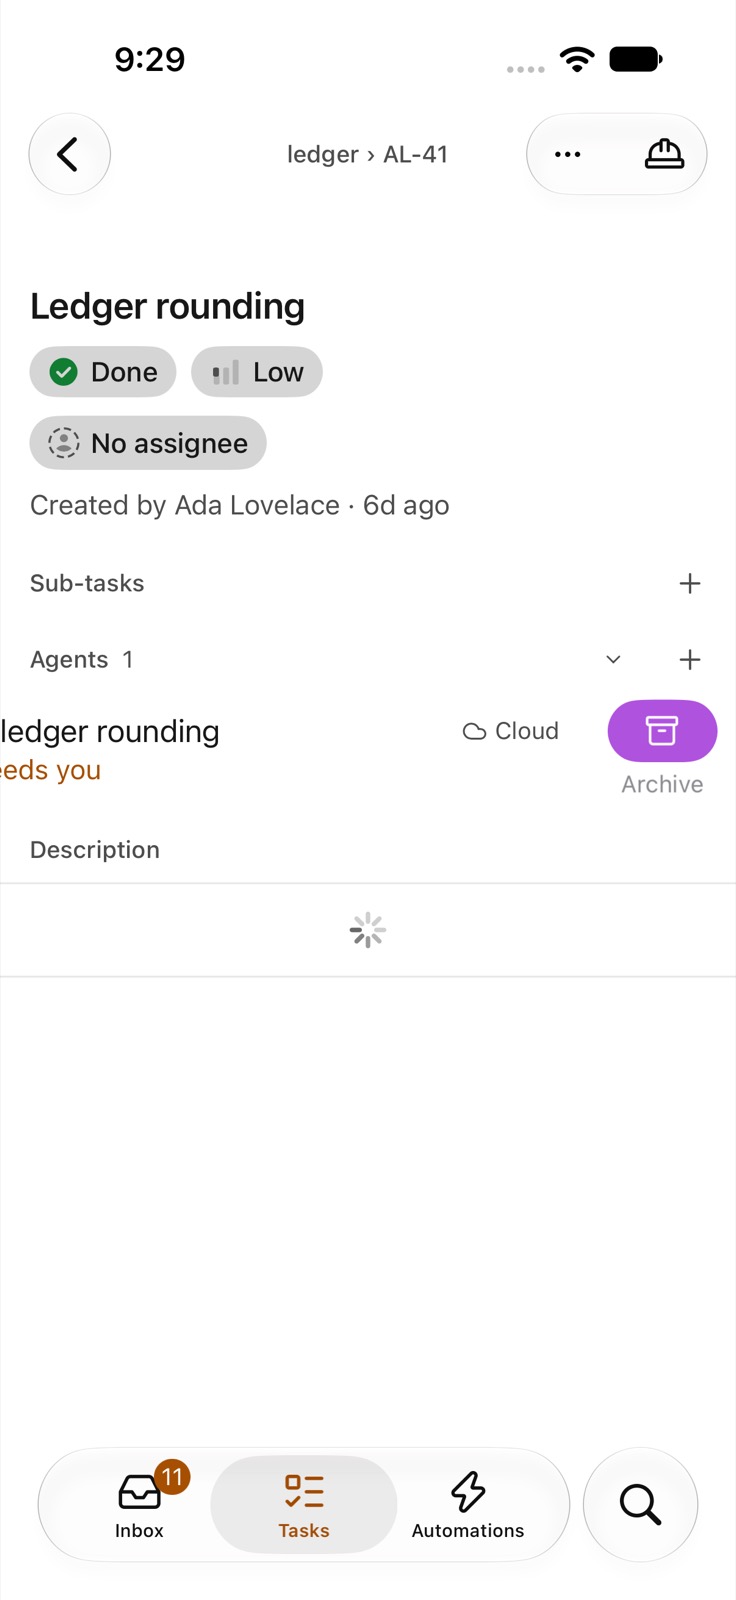 9:29
ledger › AL-41
Ledger rounding
Done
Low
No assignee
Created by Ada Lovelace · 6d ago
Sub-tasks
Agents 1
ledger rounding
Cloud
eeds you
Archive
Description
11
Inbox
Tasks
Automations